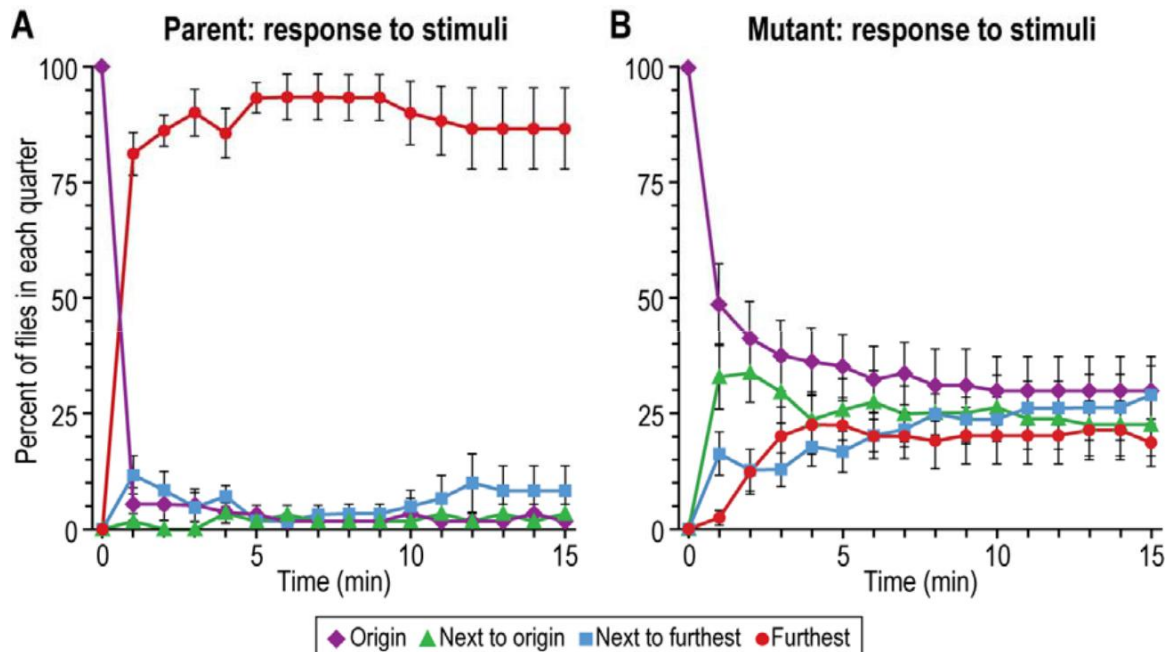 A Parent: response to stimuli
B Mutant: response to stimuli
Percent of flies in each quarter
100
75
50
25
0
0 5 10 15
Time (min)
100
75
50
25
0
0 5 10 15
Time (min)
Origin Next to origin Next to furthest Furthest